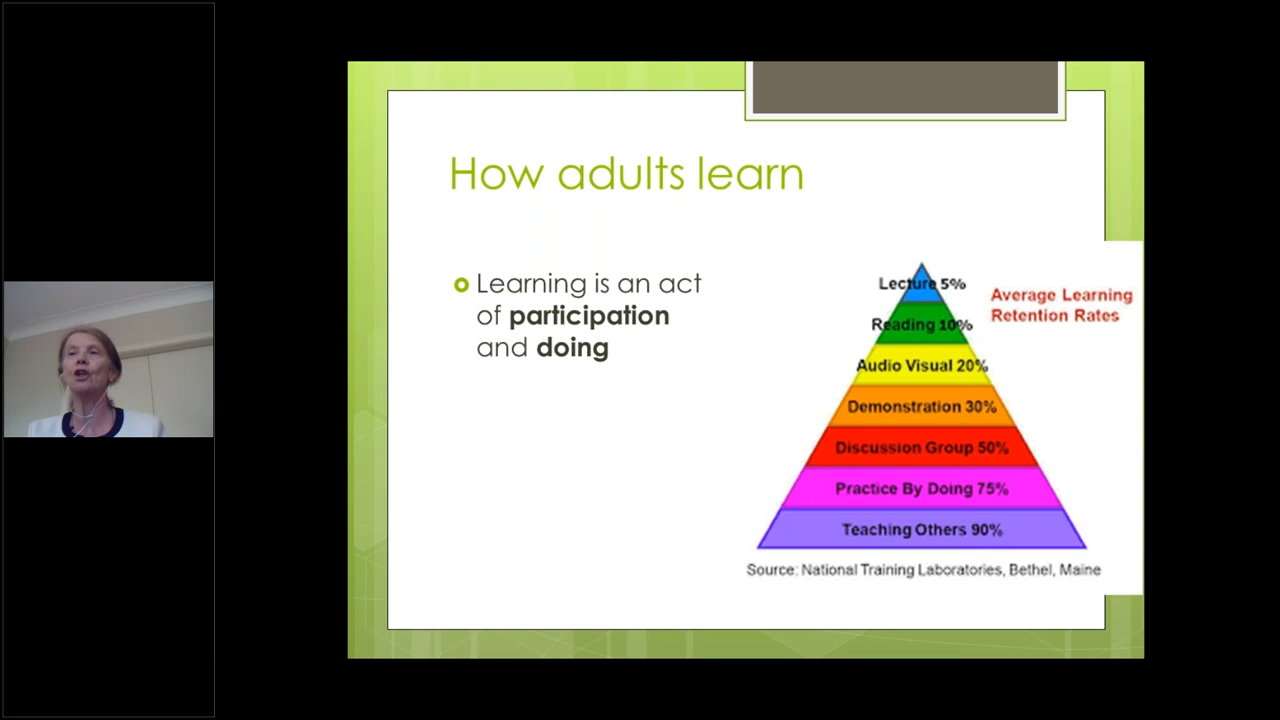 How adults learn
Learning is an act
of participation
and doing
Lecture 5%
Reading 10%
Audio Visual 20%
Demonstration 30%
Discussion Group 50%
Practice By Doing 75%
Teaching Others 90%
Average Learning
Retention Rates
Source: National Training Laboratories, Bethel, Maine